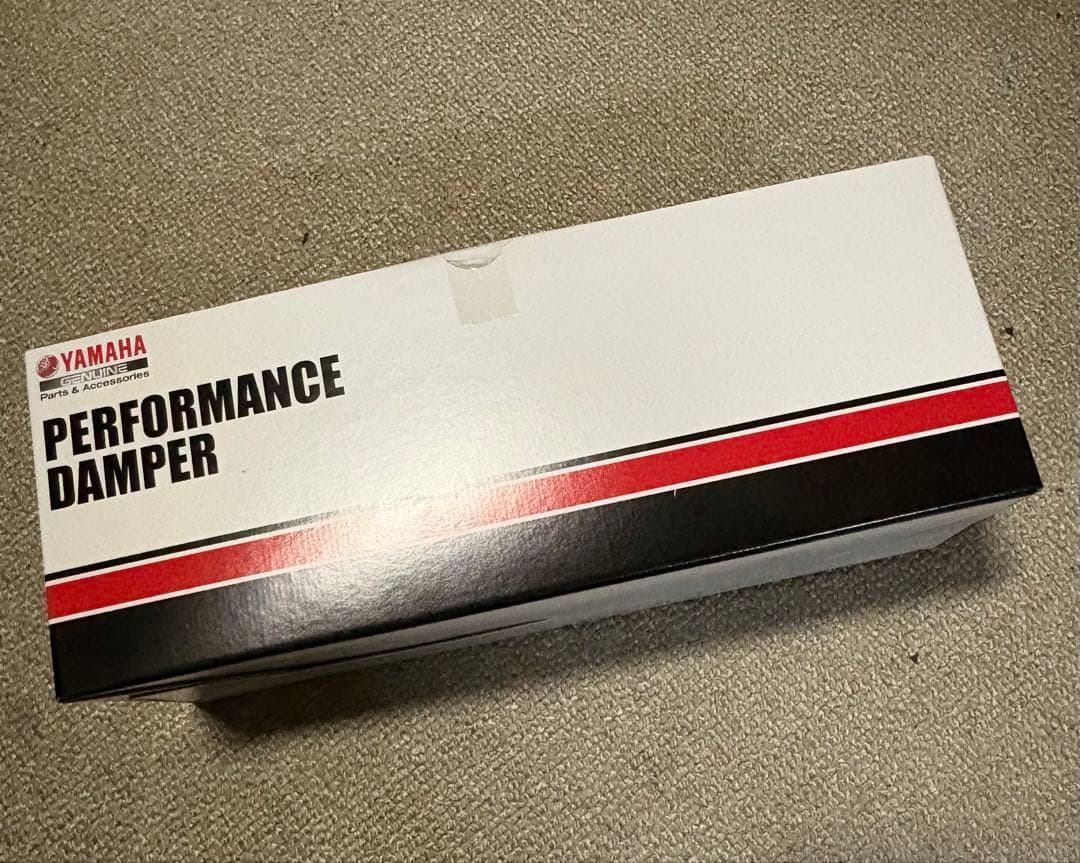 YAMAHA
GENUINE
Parts & Accessories
PERFORMANCE
DAMPER